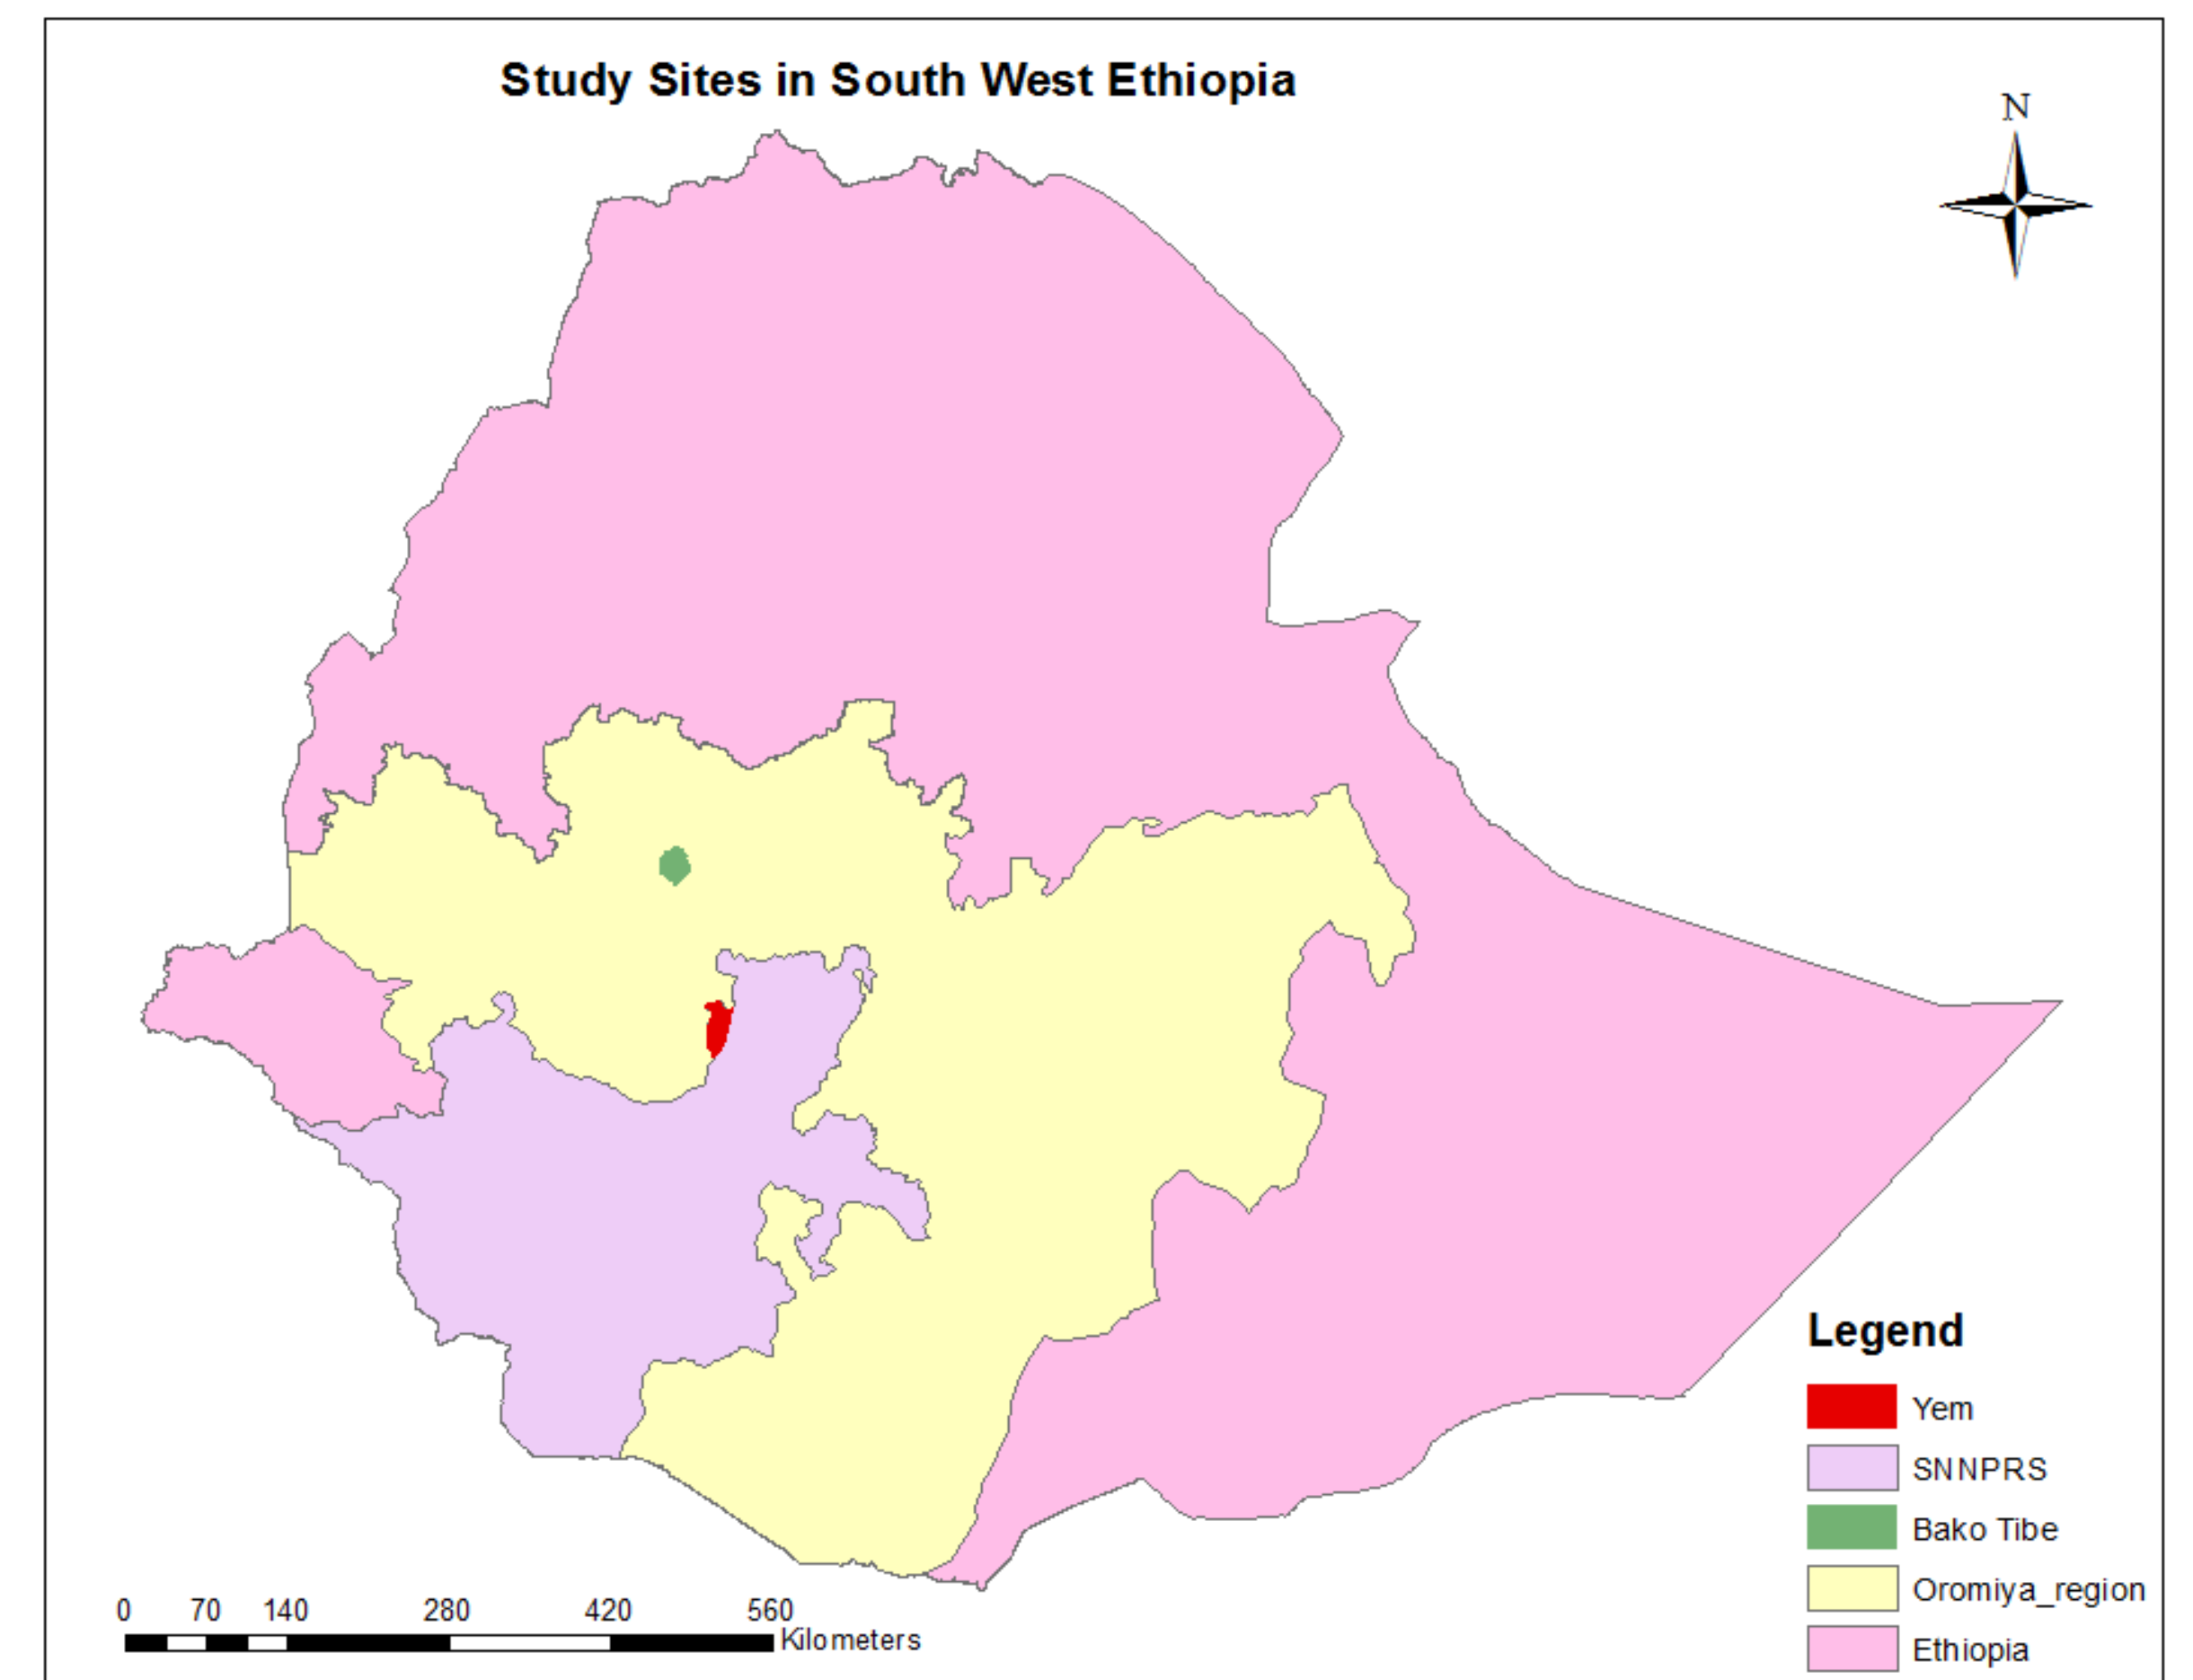 Study Sites in South West Ethiopia
N
Legend
Yem
SNNPRS
Bako Tibe
Oromiya_region
Ethiopia
0 70 140 280 420 560
Kilometers